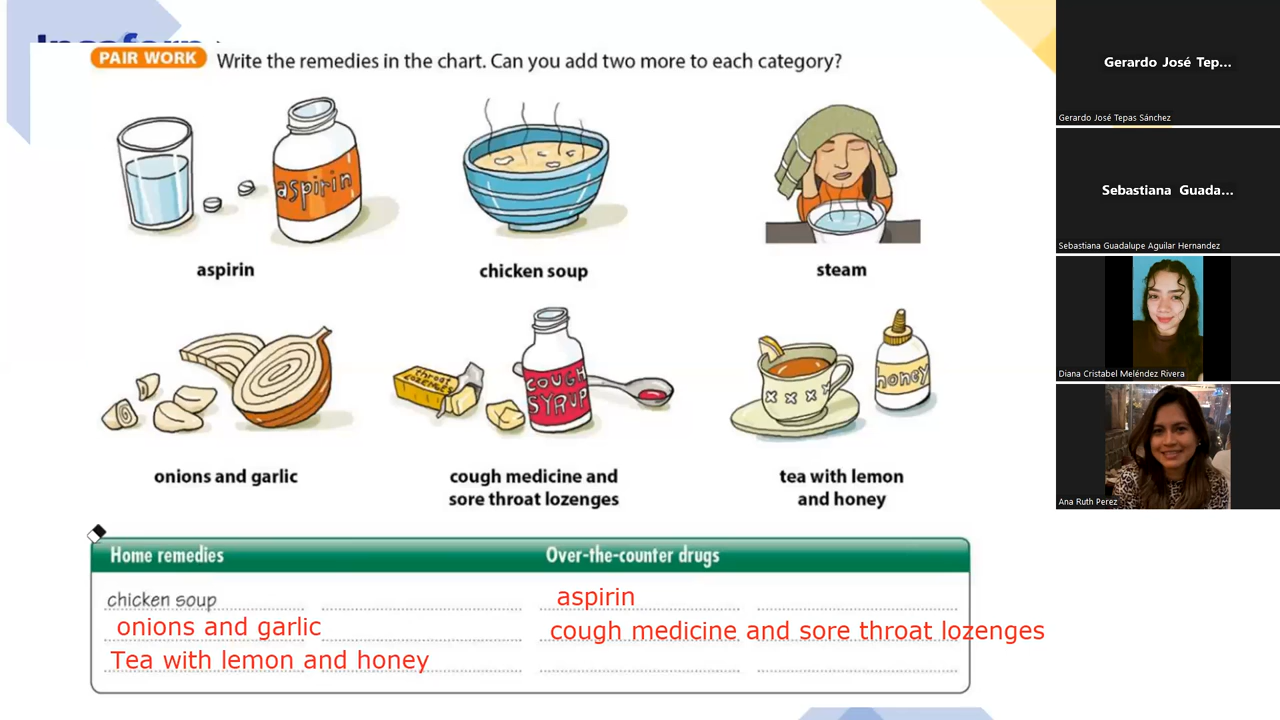 PAIR WORK Write the remedies in the chart. Can you add two more to each category?
aspirin
aspirin
chicken soup
steam
throat lozenges
COUGH SYRUP
honey
onions and garlic
cough medicine and
sore throat lozenges
tea with lemon
and honey
Home remedies Over-the-counter drugs
chicken soup aspirin
onions and garlic cough medicine and sore throat lozenges
Tea with lemon and honey
Gerardo José Tep...
Gerardo José Tepas Sánchez
Sebastiana Guada...
Sebastiana Guadalupe Aguilar Hernandez
Diana Cristabel Meléndez Rivera
Ana Ruth Perez